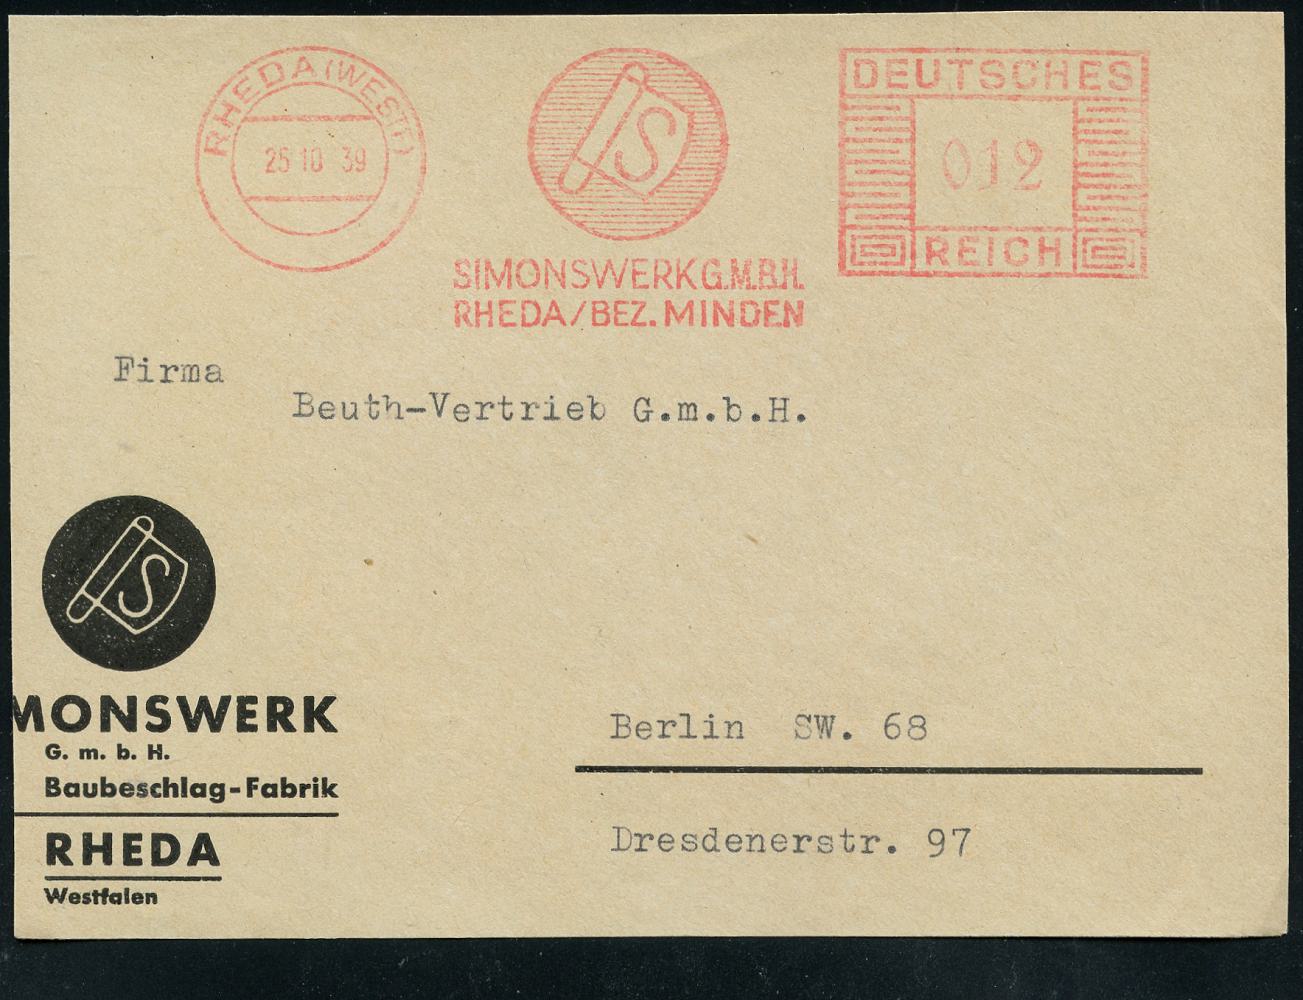 RHEDA (WESTF)
25 10 39
S
SIMONSWERK G.M.B.H.
RHEDA/BEZ. MINDEN
DEUTSCHES
012
REICH
Firma
Beuth-Vertrieb G.m.b.H.
S
MONSWERK
G. m. b. H.
Baubeschlag-Fabrik
RHEDA
Westfalen
Berlin SW. 68
Dresdenerstr. 97